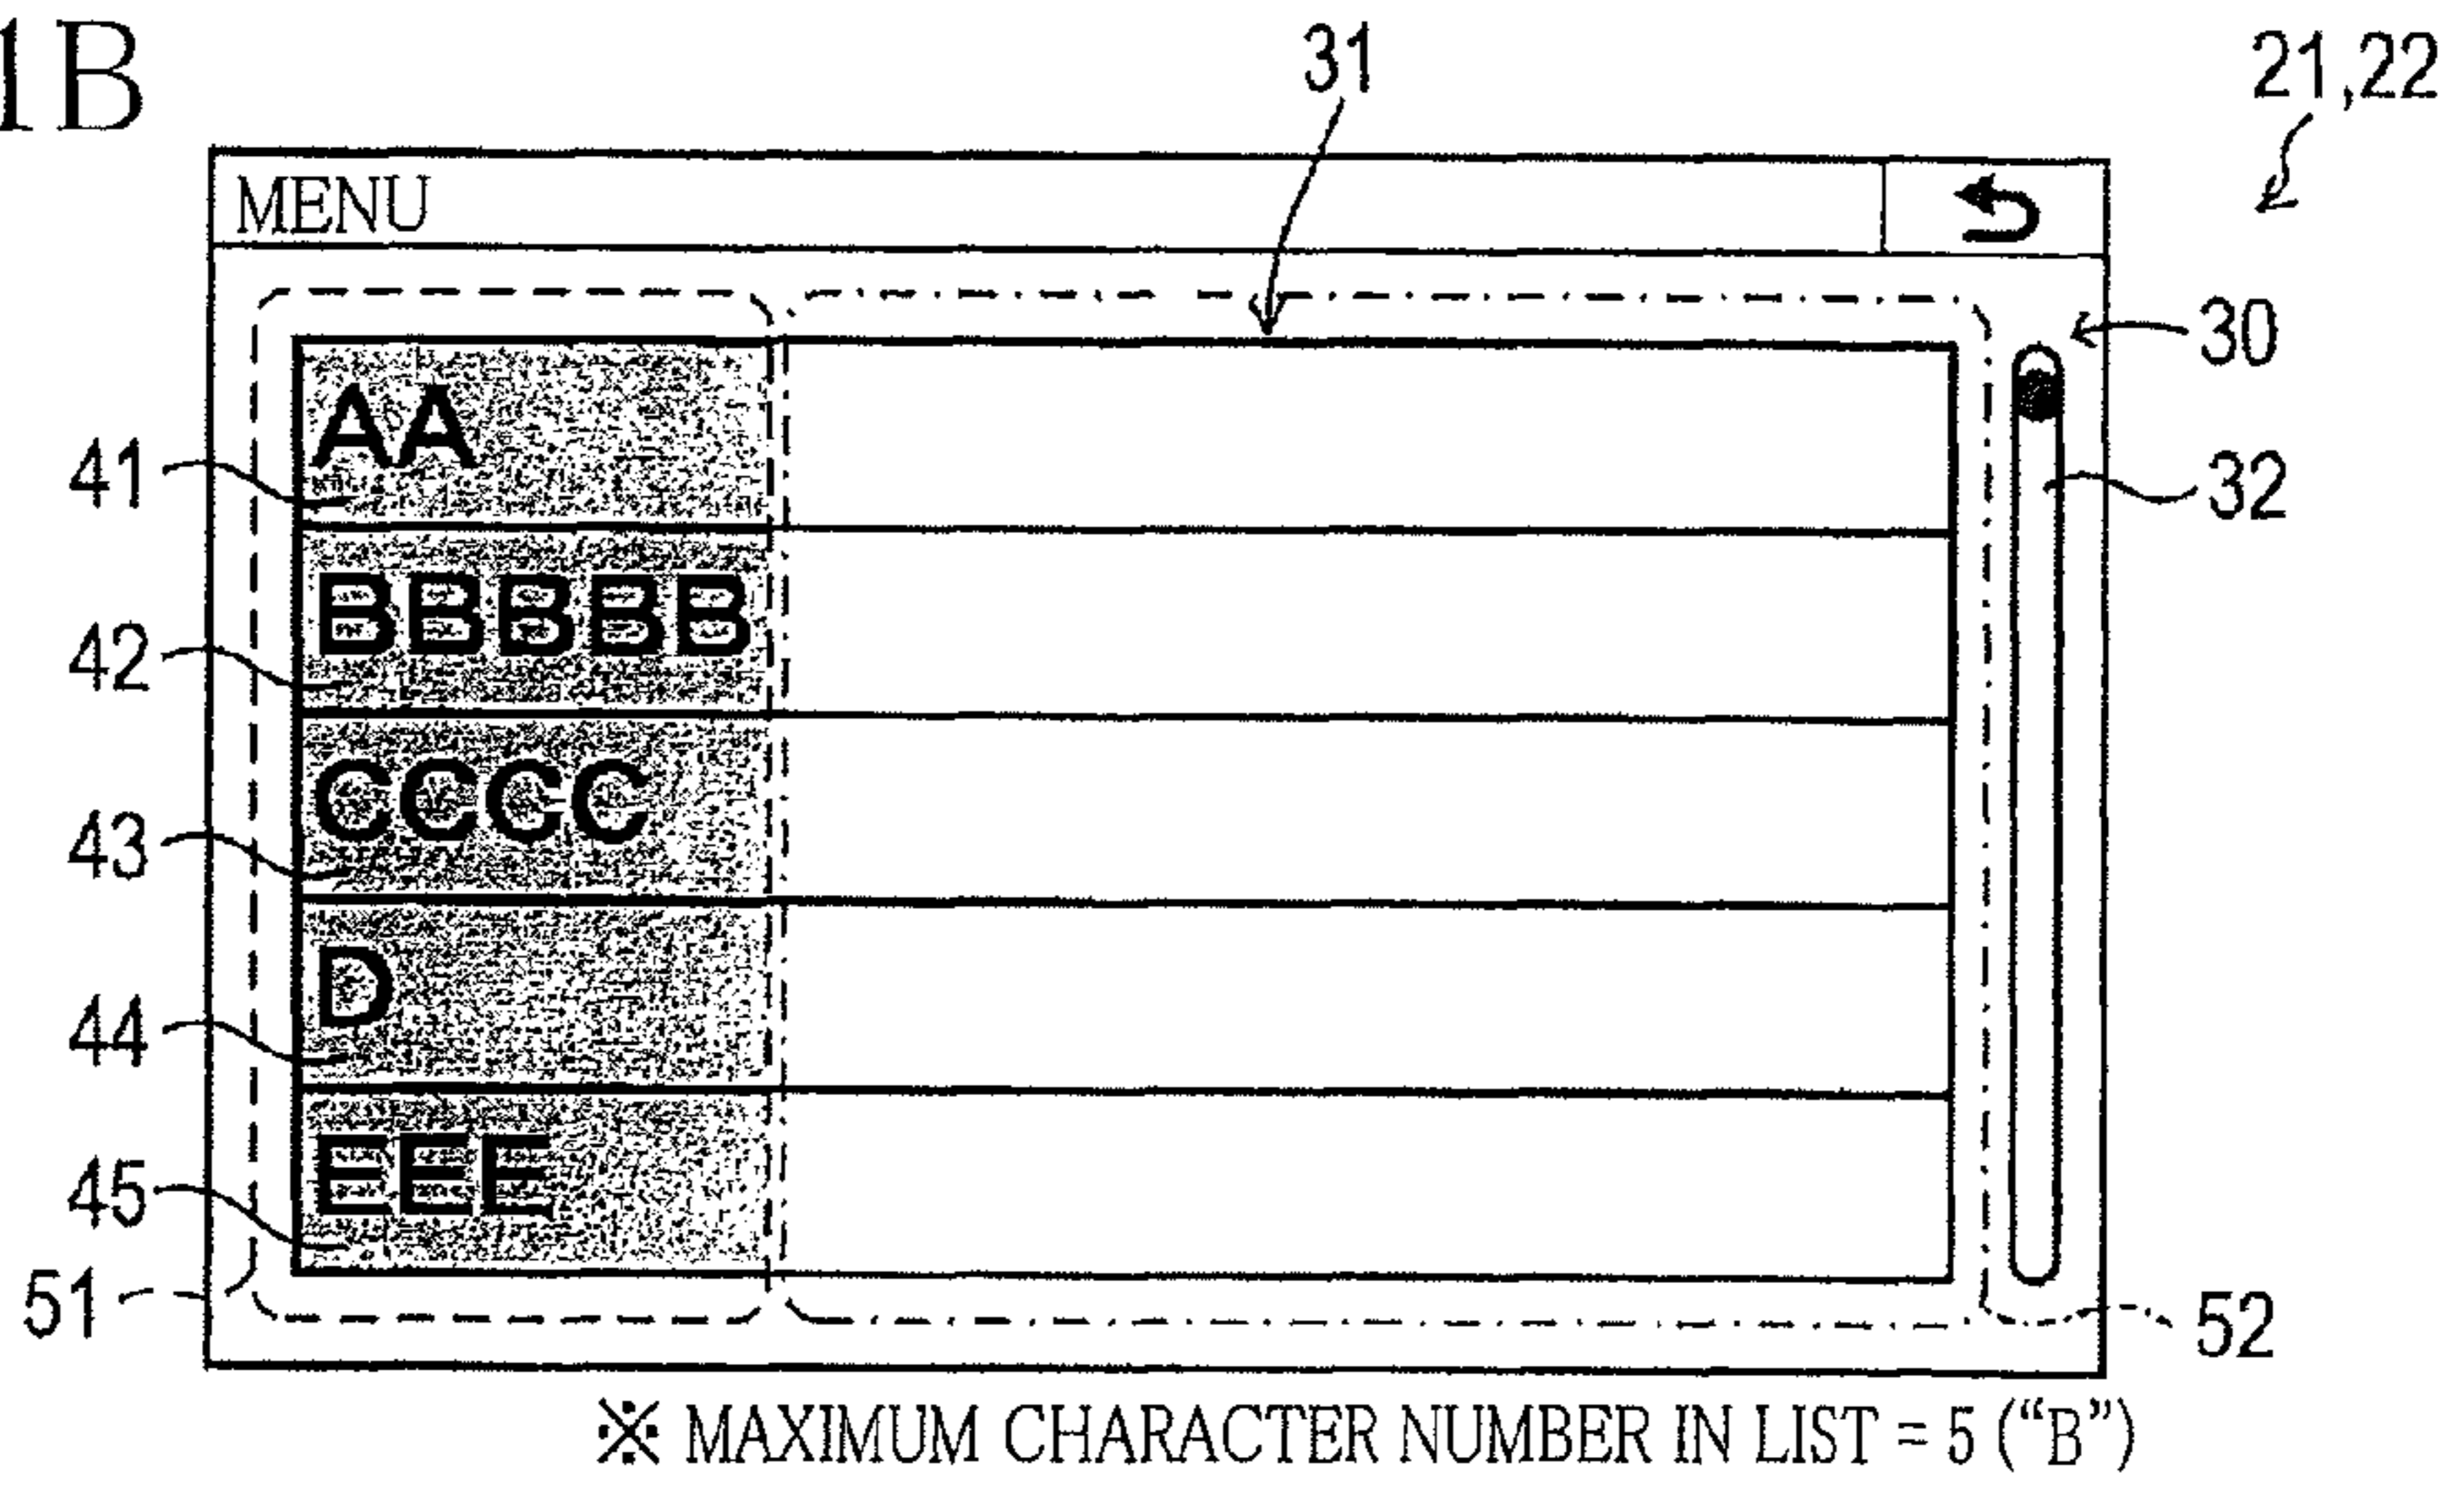 1B
31
21,22
MENU
30
AA
41
32
BBBBB
42
CCCC
43
D
44
EEE
45
51
52
※ MAXIMUM CHARACTER NUMBER IN LIST = 5 (“B”)